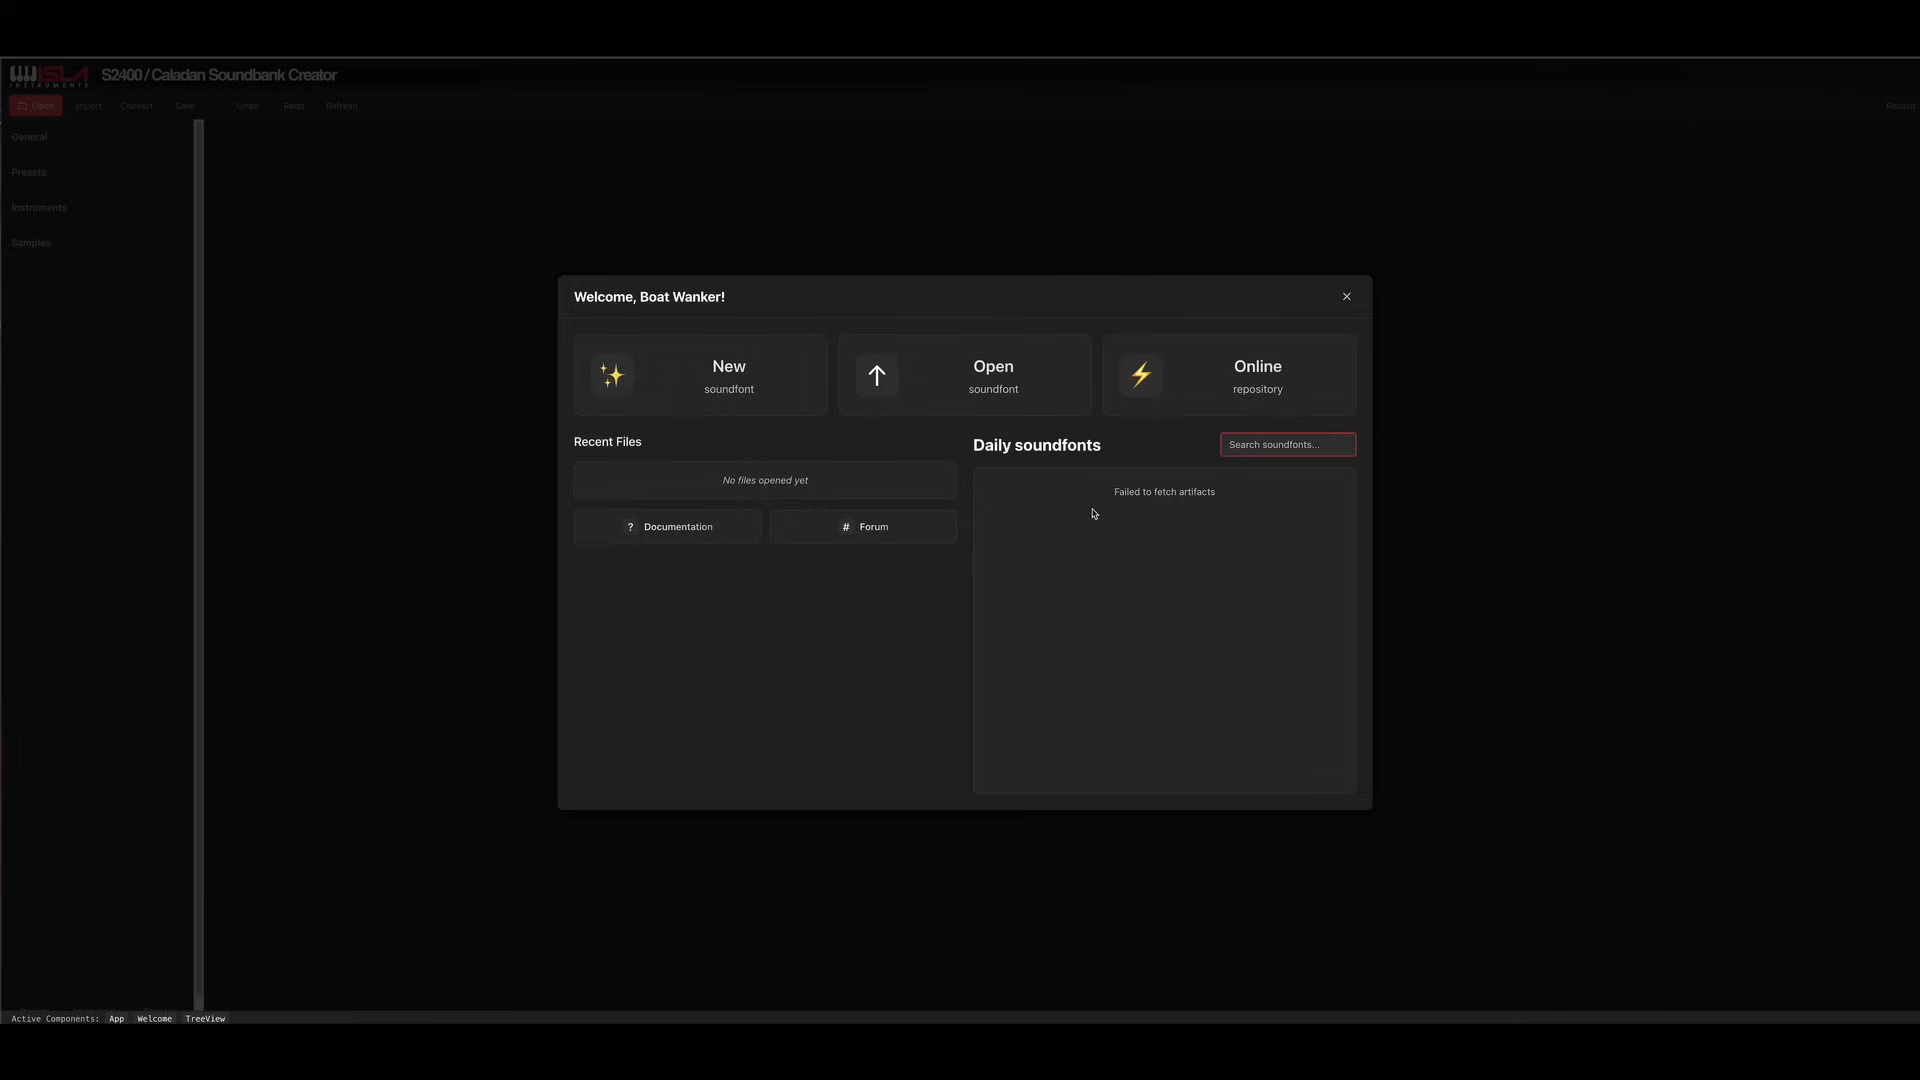 ISLA
INSTRUMENTS
S2400 / Caladan Soundbank Creator
Open Import Convert Save Undo Redo Refresh Record
General
Presets
Instruments
Samples
Welcome, Boat Wanker!
New
soundfont
Open
soundfont
Online
repository
Recent Files
No files opened yet
? Documentation
# Forum
Daily soundfonts
Search soundfonts...
Failed to fetch artifacts
Active Components: App Welcome TreeView